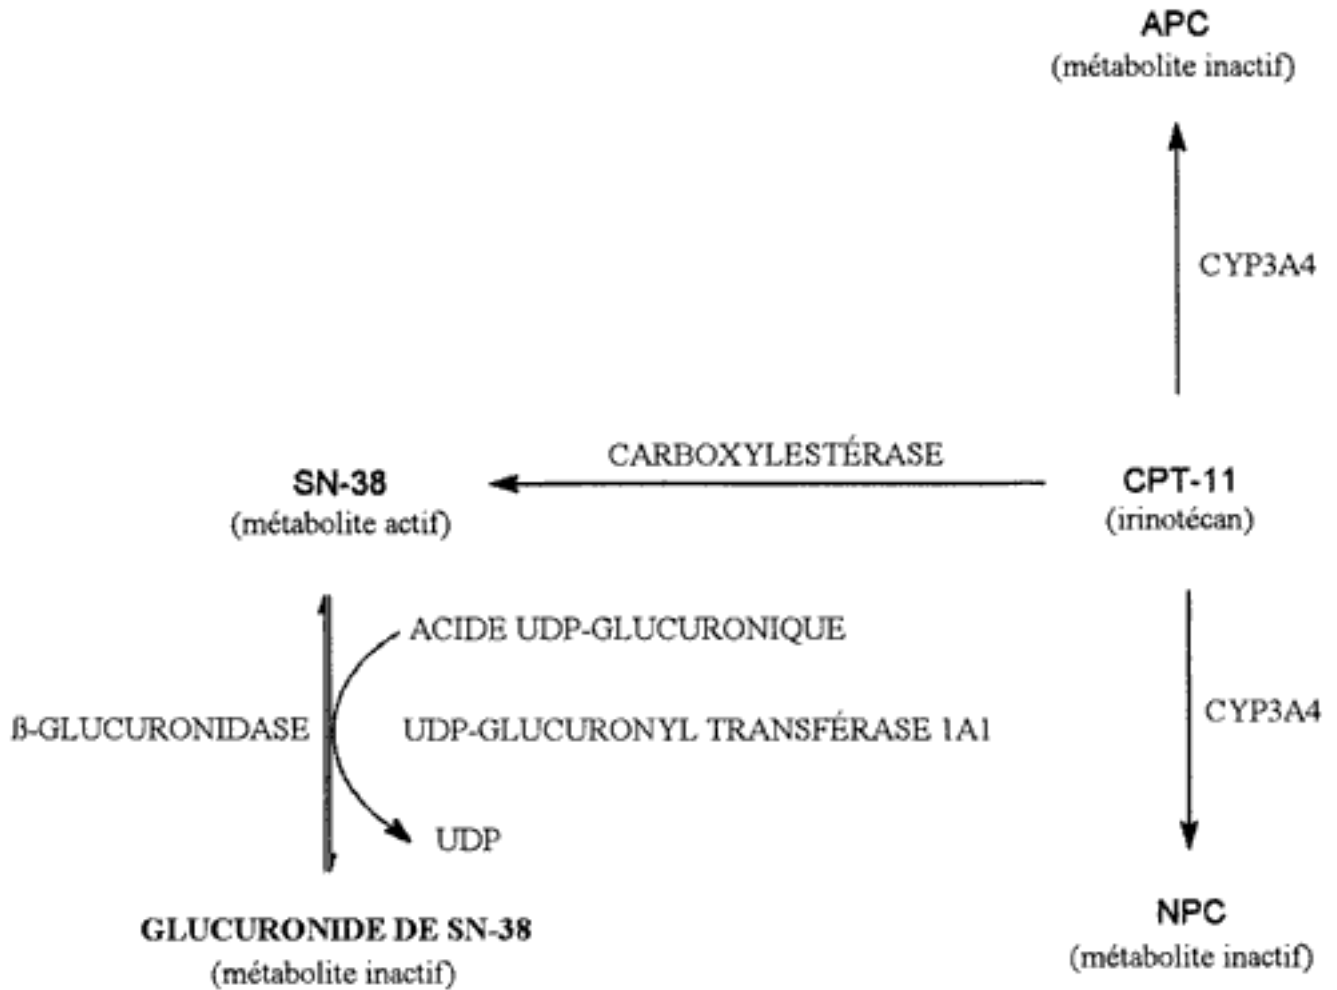 APC
(métabolite inactif)
CYP3A4
CARBOXYLESTÉRASE
SN-38
(métabolite actif)
CPT-11
(irinotécan)
ACIDE UDP-GLUCURONIQUE
ß-GLUCURONIDASE
UDP-GLUCURONYL TRANSFÉRASE 1A1
CYP3A4
UDP
GLUCURONIDE DE SN-38
(métabolite inactif)
NPC
(métabolite inactif)